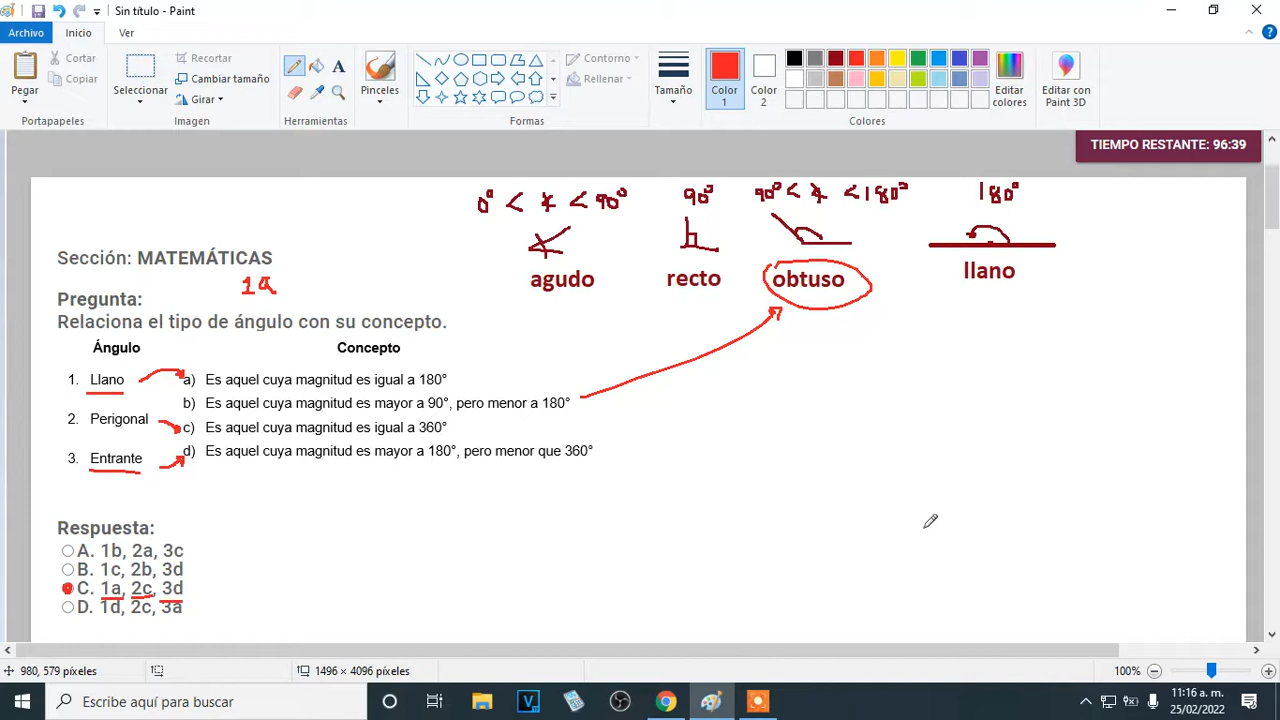 Sin título - Paint
Archivo Inicio Ver
Pegar
Cortar
Copiar
Portapapeles
Seleccionar
Recortar
Cambiar tamaño
Girar
Imagen
A
Herramientas
Pinceles
Contorno
Rellenar
Formas
Tamaño
Color 1
Color 2
Editar colores
Editar con Paint 3D
Colores
TIEMPO RESTANTE: 96:39
0° < ∡ < 90° 90° 90° < ∡ < 180° 180°
agudo recto obtuso llano
Sección: MATEMÁTICAS
1a
Pregunta:
Relaciona el tipo de ángulo con su concepto.
Ángulo Concepto
1. Llano a) Es aquel cuya magnitud es igual a 180°
b) Es aquel cuya magnitud es mayor a 90°, pero menor a 180°
2. Perigonal c) Es aquel cuya magnitud es igual a 360°
3. Entrante d) Es aquel cuya magnitud es mayor a 180°, pero menor que 360°
Respuesta:
A. 1b, 2a, 3c
B. 1c, 2b, 3d
C. 1a, 2c, 3d
D. 1d, 2c, 3a
980, 579 píxeles 1496 × 4096 píxeles 100%
Escribe aquí para buscar
11:16 a. m.
25/02/2022